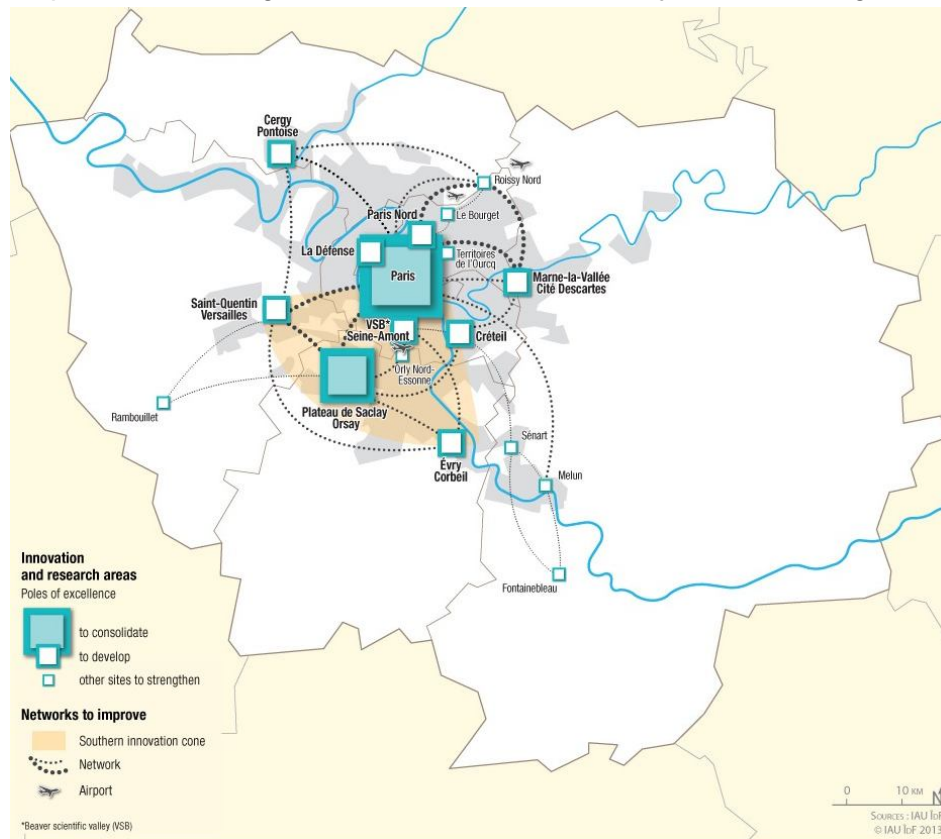 Cergy
Pontoise
Roissy Nord
Paris Nord
Le Bourget
La Défense
Territoires
de l'Ourcq
Paris
Marne-la-Vallée
Cité Descartes
Saint-Quentin
Versailles
VSB*
Seine-Amont
Créteil
Orly Nord-
Essonne
Plateau de Saclay
Orsay
Rambouillet
Évry
Corbeil
Sénart
Melun
Fontainebleau
Innovation
and research areas
Poles of excellence
to consolidate
to develop
other sites to strengthen
Networks to improve
Southern innovation cone
Network
Airport
*Beaver scientific valley (VSB)
0 10 KM N
SOURCES : IAU ÎDF
© IAU ÎDF 2013